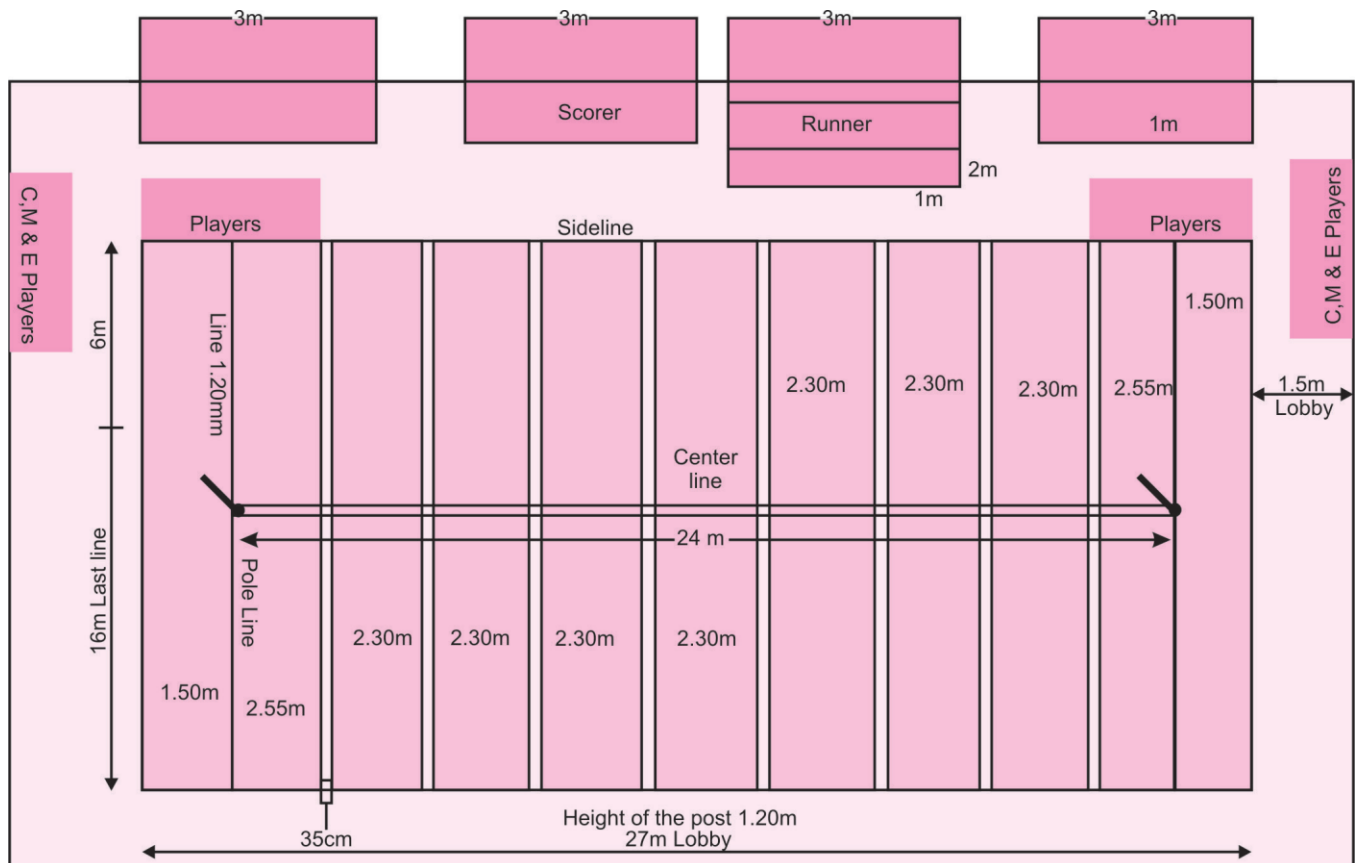 3m
3m
3m
3m
Scorer
Runner
1m
2m
1m
C,M & E Players
Players
Sideline
Players
C,M & E Players
6m
Line 1.20mm
1.50m
2.30m
2.30m
2.30m
2.55m
1.5m
Lobby
Center
line
24 m
16m Last line
Pole Line
2.30m
2.30m
2.30m
2.30m
1.50m
2.55m
Height of the post 1.20m
35cm
27m Lobby